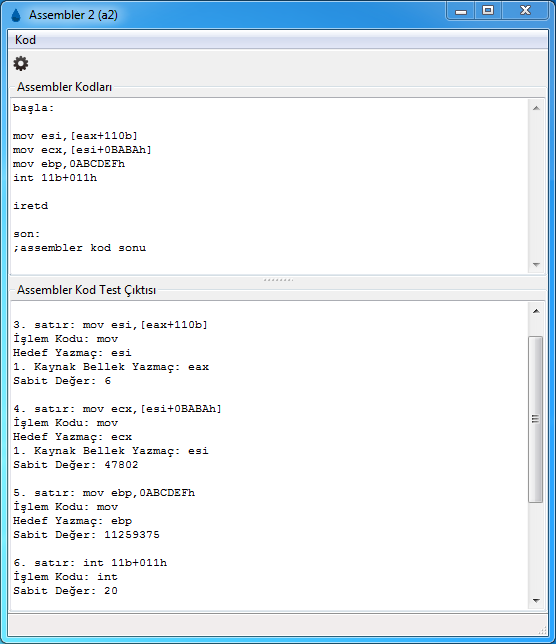 Assembler 2 (a2)
Kod
Assembler Kodları
başla:
mov esi,[eax+110b]
mov ecx,[esi+0BABAh]
mov ebp,0ABCDEFh
int 11b+011h
iretd
son:
;assembler kod sonu
Assembler Kod Test Çıktısı
3. satır: mov esi,[eax+110b]
İşlem Kodu: mov
Hedef Yazmaç: esi
1. Kaynak Bellek Yazmaç: eax
Sabit Değer: 6
4. satır: mov ecx,[esi+0BABAh]
İşlem Kodu: mov
Hedef Yazmaç: ecx
1. Kaynak Bellek Yazmaç: esi
Sabit Değer: 47802
5. satır: mov ebp,0ABCDEFh
İşlem Kodu: mov
Hedef Yazmaç: ebp
Sabit Değer: 11259375
6. satır: int 11b+011h
İşlem Kodu: int
Sabit Değer: 20